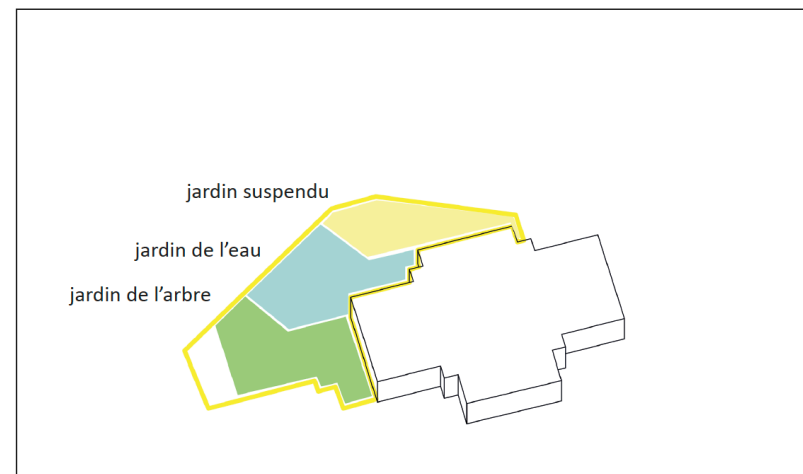 jardin suspendu
jardin de l’eau
jardin de l’arbre